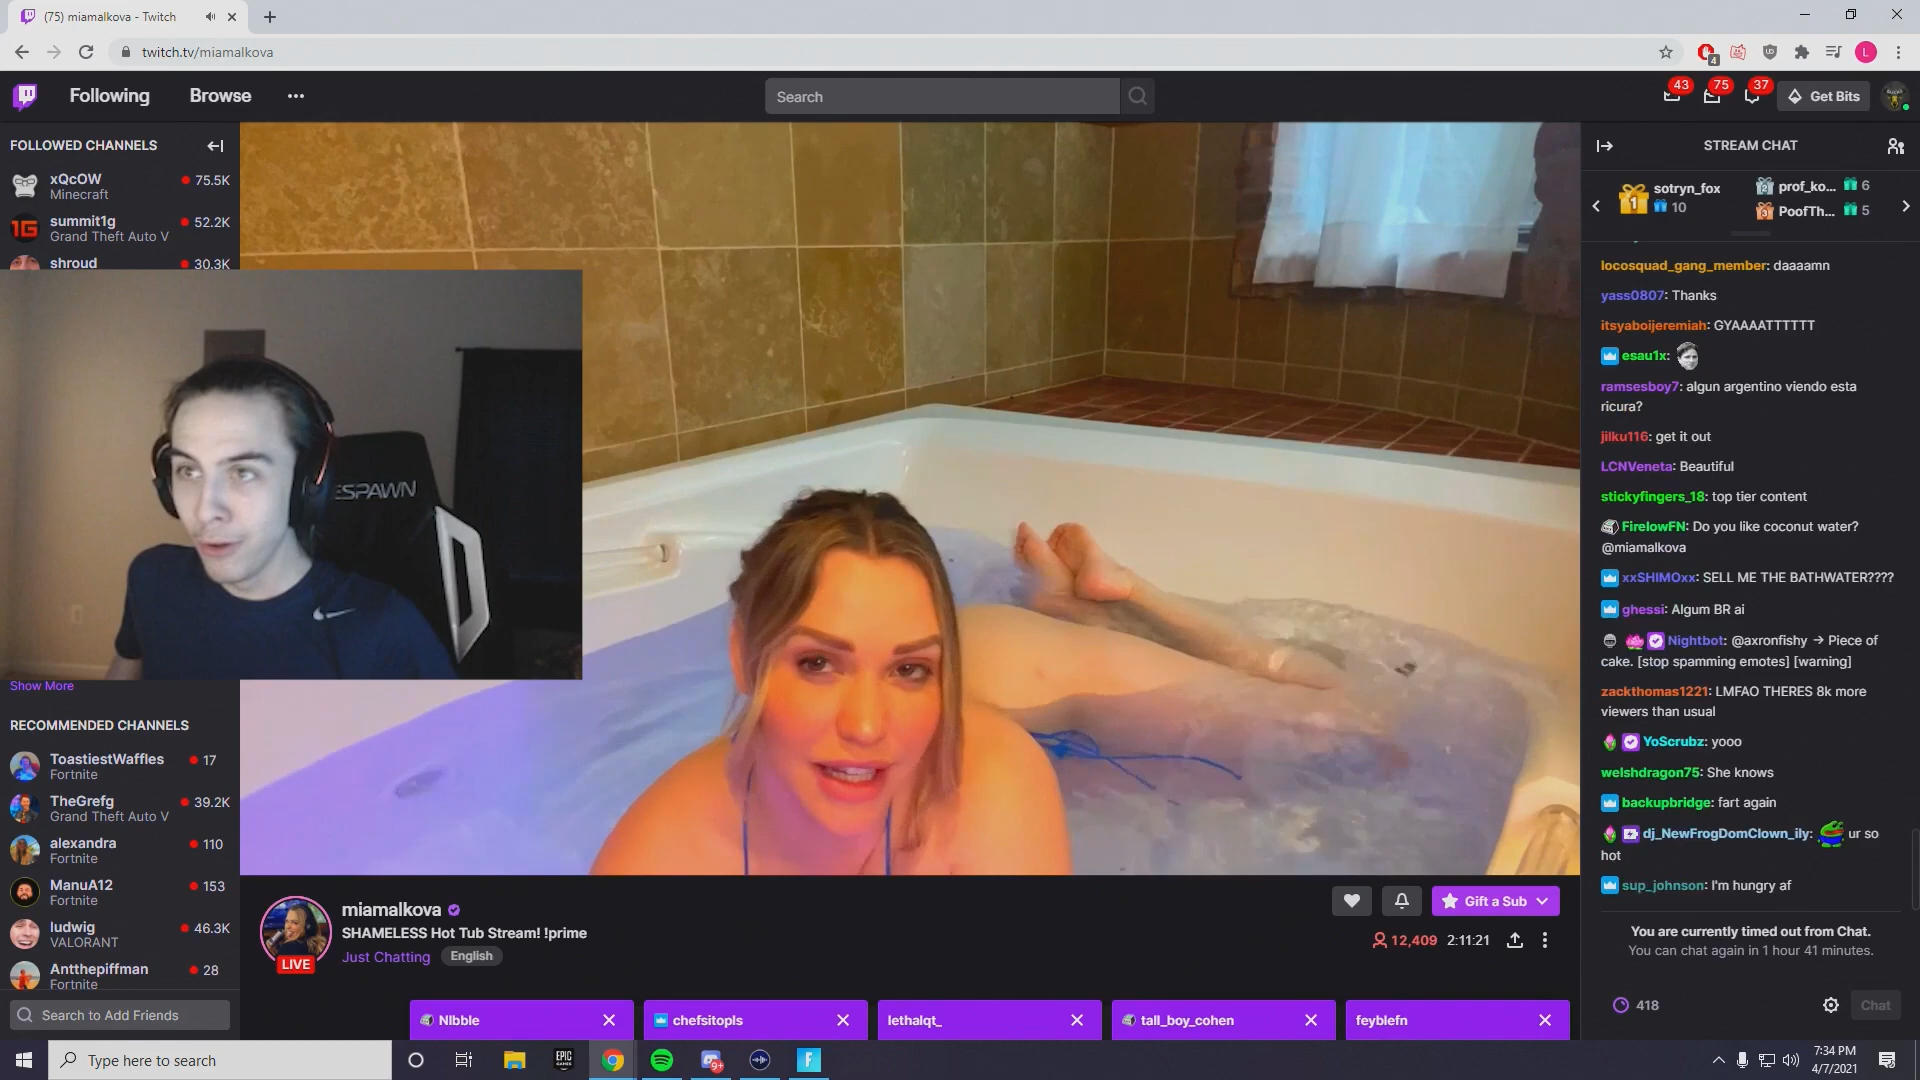 (75) miamalkova - Twitch
twitch.tv/miamalkova
4
L
Following
Browse
Search
43
75
37
Get Bits
FOLLOWED CHANNELS
xQcOW
75.5K
Minecraft
summit1g
52.2K
Grand Theft Auto V
shroud
30.3K
ESPAWN
Show More
RECOMMENDED CHANNELS
ToastiestWaffles
17
Fortnite
TheGrefg
39.2K
Grand Theft Auto V
alexandra
110
Fortnite
ManuA12
153
Fortnite
ludwig
46.3K
VALORANT
Antthepiffman
28
Fortnite
Search to Add Friends
miamalkova
SHAMELESS Hot Tub Stream! !prime
Just Chatting
English
LIVE
Gift a Sub
12,409
2:11:21
NIbble
chefsitopls
lethalqt_
tall_boy_cohen
feyblefn
STREAM CHAT
1
sotryn_fox
10
2
prof_ko... 6
3
PoofTh... 5
locosquad_gang_member: daaaamn
yass0807: Thanks
itsyaboijeremiah: GYAAAATTTTTT
esau1x:
ramsesboy7: algun argentino viendo esta
ricura?
jilku116: get it out
LCNVeneta: Beautiful
stickyfingers_18: top tier content
FirelowFN: Do you like coconut water?
@miamalkova
xxSHIMOxx: SELL ME THE BATHWATER????
ghessi: Algum BR ai
Nightbot: @axronfishy → Piece of
cake. [stop spamming emotes] [warning]
zackthomas1221: LMFAO THERES 8k more
viewers than usual
YoScrubz: yooo
welshdragon75: She knows
backupbridge: fart again
dj_NewFrogDomClown_ily: ur so
hot
sup_johnson: I'm hungry af
You are currently timed out from Chat.
You can chat again in 1 hour 41 minutes.
418
Chat
Type here to search
EPIC
GAMES
9+
7:34 PM
4/7/2021